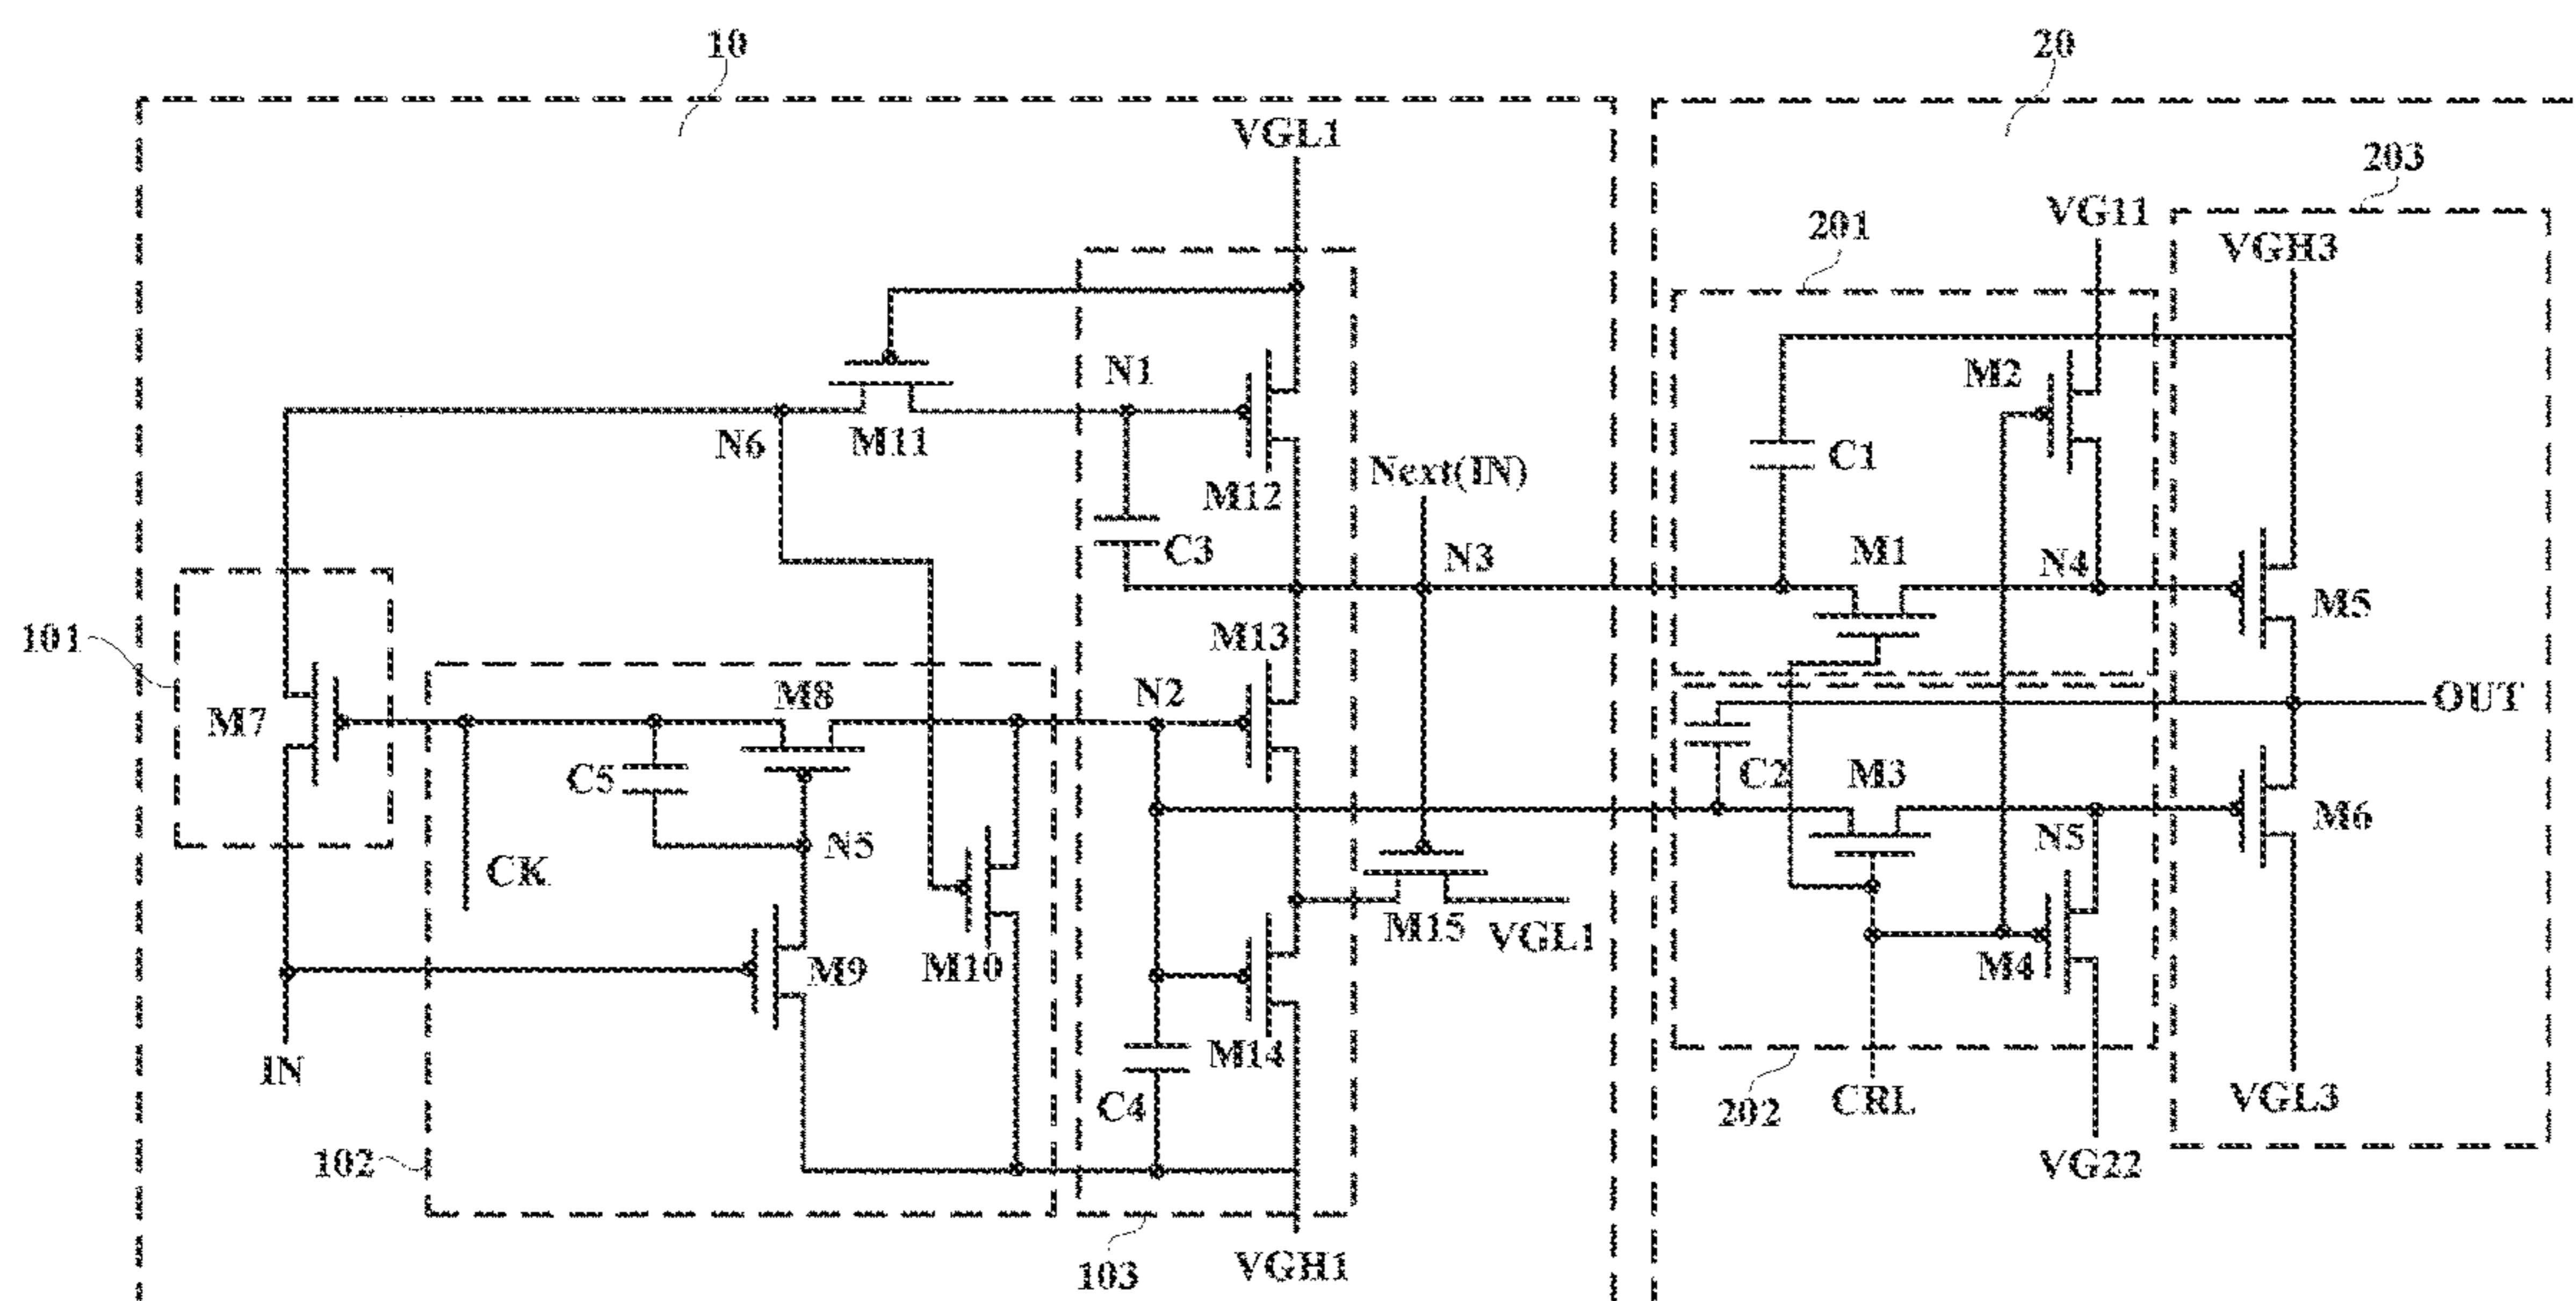 10
20
VGL1
203
VG11
201
VGH3
N1
M2
N6
M11
C1
Next(IN)
M12
C3
N3
M1
N4
M5
101
M13
M7
M8
N2
OUT
C5
C2
M3
M6
N5
N5
CK
M15
VGL1
M9
M10
M4
IN
M14
C4
202
CRL
VGL3
102
VG22
103
VGH1